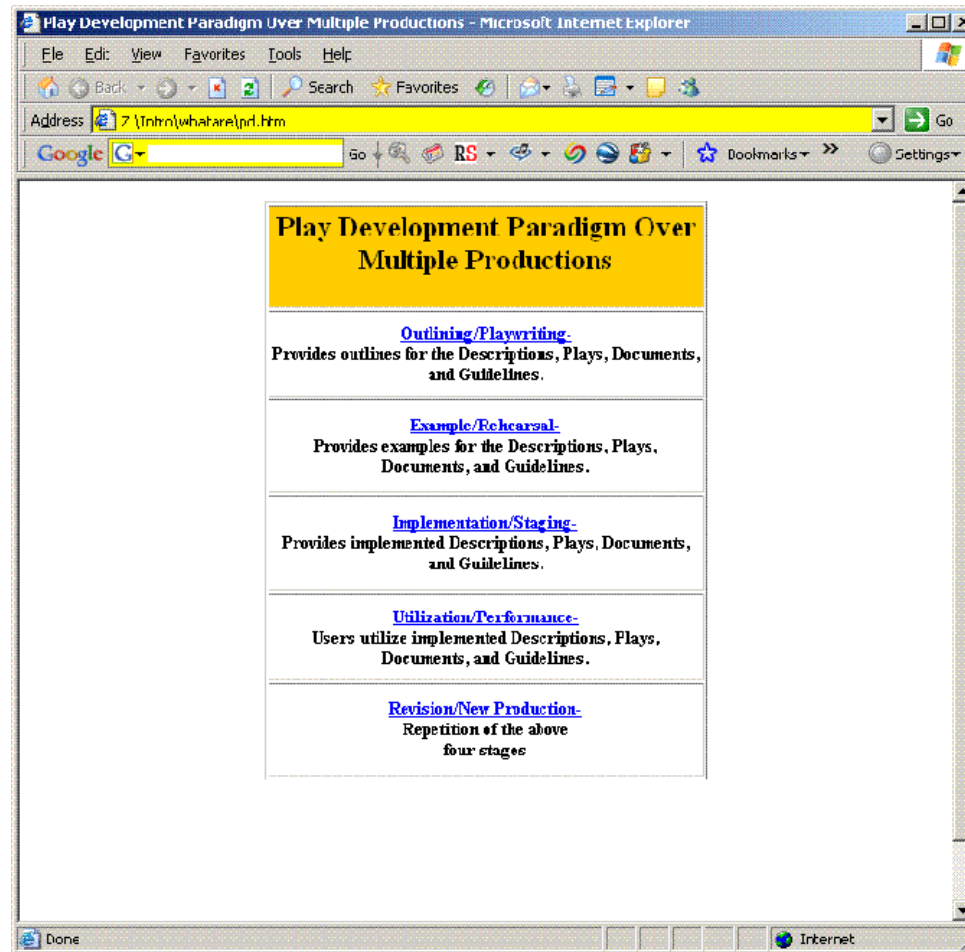 Play Development Paradigm Over Multiple Productions - Microsoft Internet Explorer
File Edit View Favorites Tools Help
Back Search Favorites
Address Z:\Intro\whatare\pd.htm Go
Google G Go RS Bookmarks >> Settings
Play Development Paradigm Over
Multiple Productions
Outlining/Playwriting-
Provides outlines for the Descriptions, Plays, Documents,
and Guidelines.
Example/Rehearsal-
Provides examples for the Descriptions, Plays,
Documents, and Guidelines.
Implementation/Staging-
Provides implemented Descriptions, Plays, Documents,
and Guidelines.
Utilization/Performance-
Users utilize implemented Descriptions, Plays,
Documents, and Guidelines.
Revision/New Production-
Repetition of the above
four stages
Done Internet